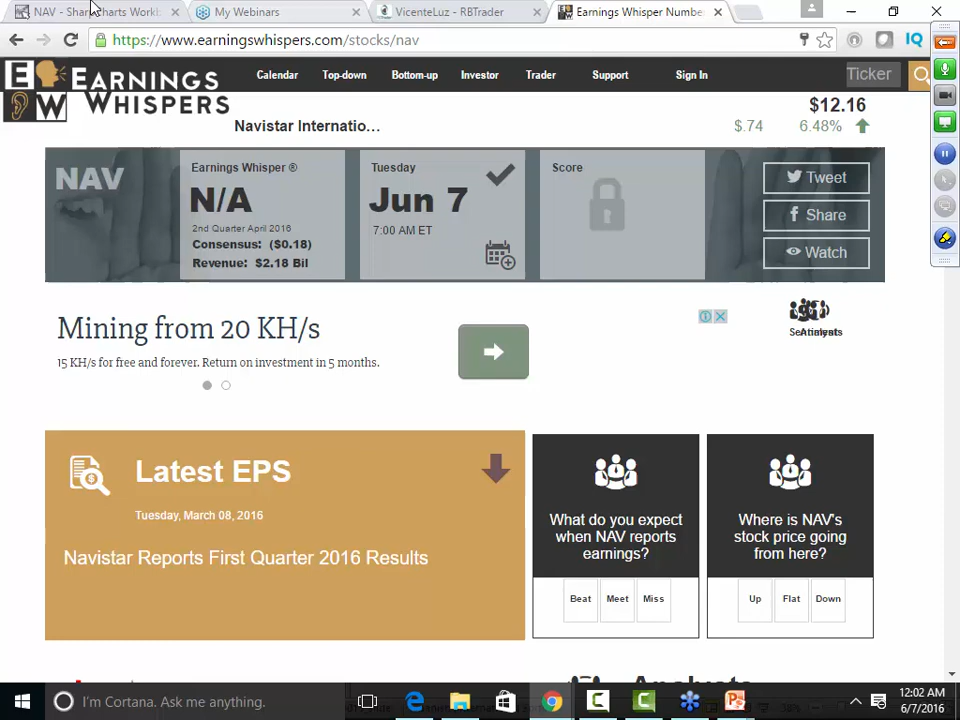 NAV - Sharpcharts Workb
My Webinars
VicenteLuz - RBTrader
Earnings Whisper Numbe
https://www.earningswhispers.com/stocks/nav
IQ
E
W
EARNINGS
WHISPERS
Calendar
Top-down
Bottom-up
Investor
Trader
Support
Sign In
Ticker
Navistar Internatio…
$12.16
$.74
6.48%
NAV
Earnings Whisper ®
N/A
2nd Quarter April 2016
Consensus: ($0.18)
Revenue: $2.18 Bil
Tuesday
Jun 7
7:00 AM ET
Score
Tweet
Share
Watch
Mining from 20 KH/s
15 KH/s for free and forever. Return on investment in 5 months.
Latest EPS
Tuesday, March 08, 2016
Navistar Reports First Quarter 2016 Results
What do you expect
when NAV reports
earnings?
Beat
Meet
Miss
Where is NAV's
stock price going
from here?
Up
Flat
Down
Analysts
I'm Cortana. Ask me anything.
12:02 AM
6/7/2016